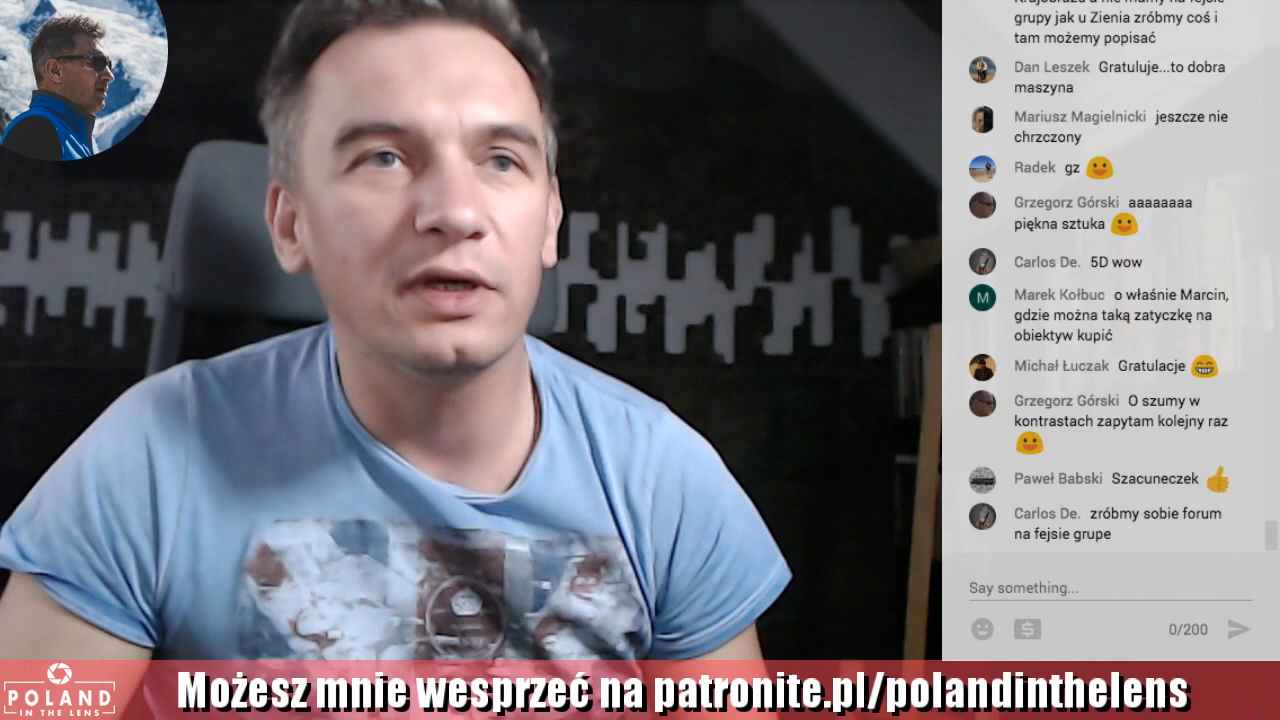 grupy jak u Zienia zróbmy coś i
tam możemy popisać
Dan Leszek Gratuluje...to dobra
maszyna
Mariusz Magielnicki jeszcze nie
chrzczony
Radek gz
Grzegorz Górski aaaaaaaa
piękna sztuka
Carlos De. 5D wow
M
Marek Kołbuc o właśnie Marcin,
gdzie można taką zatyczkę na
obiektyw kupić
Michał Łuczak Gratulacje
Grzegorz Górski O szumy w
kontrastach zapytam kolejny raz
Paweł Babski Szacuneczek
Carlos De. zróbmy sobie forum
na fejsie grupe
Say something...
0/200
POLAND
IN THE LENS
Możesz mnie wesprzeć na patronite.pl/polandinthelens